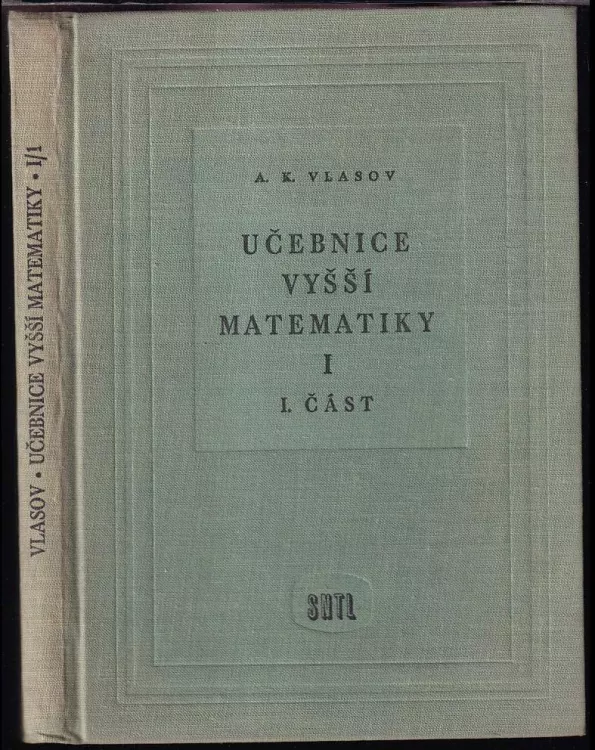 VLASOV • UČEBNICE VYŠŠÍ MATEMATIKY • I/1
A. K. VLASOV
UČEBNICE
VYŠŠÍ
MATEMATIKY
I
I. ČÁST
SNTL